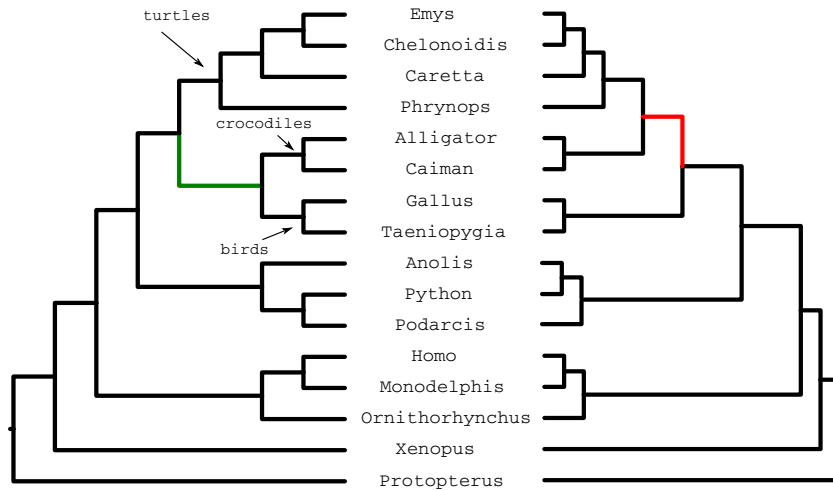 turtles
Emys
Chelonoidis
Caretta
Phrynops
crocodiles
Alligator
Caiman
Gallus
Taeniopygia
birds
Anolis
Python
Podarcis
Homo
Monodelphis
Ornithorhynchus
Xenopus
Protopterus